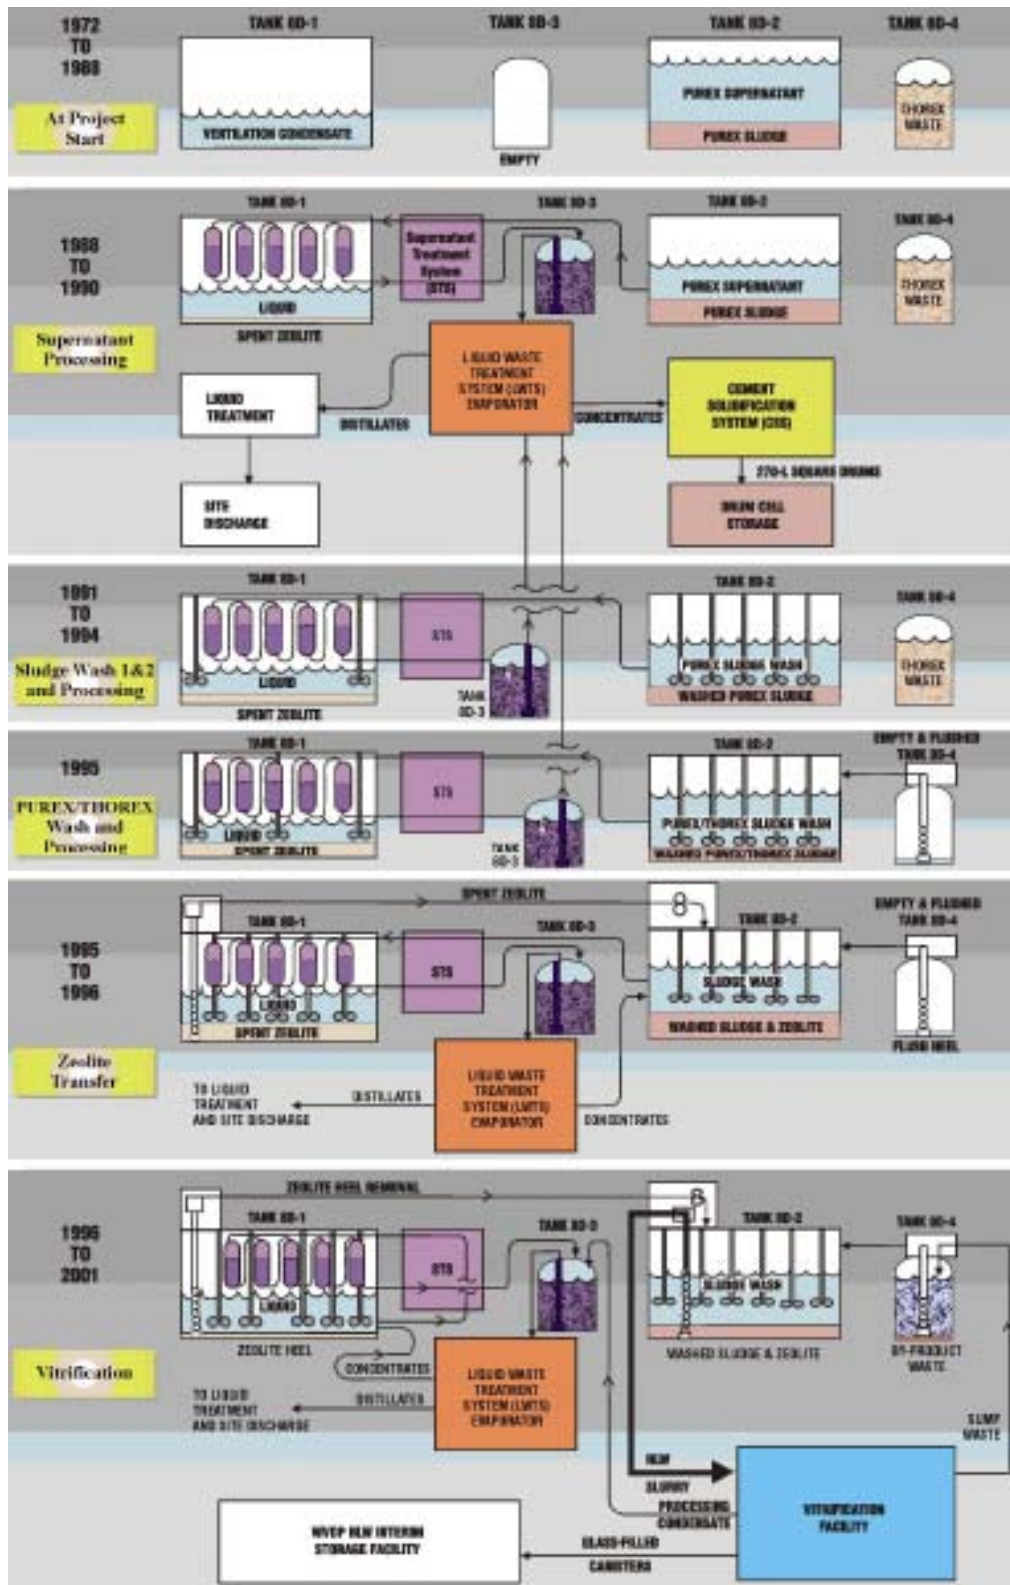 1972
TO
1988
At Project
Start
TANK 8D-1
VENTILATION CONDENSATE
TANK 8D-3
EMPTY
TANK 8D-2
PUREX SUPERNATANT
PUREX SLUDGE
TANK 8D-4
THOREX
WASTE
1988
TO
1990
Supernatant
Processing
TANK 8D-1
LIQUID
SPENT ZEOLITE
Supernatant
Treatment
System
(STS)
TANK 8D-3
TANK 8D-2
PUREX SUPERNATANT
PUREX SLUDGE
TANK 8D-4
THOREX
WASTE
LIQUID WASTE
TREATMENT
SYSTEM (LWTS)
EVAPORATOR
LIQUID
TREATMENT
DISTILLATES
CONCENTRATES
CEMENT
SOLIDIFICATION
SYSTEM (CSS)
270-L SQUARE DRUMS
SITE
DISCHARGE
DRUM CELL
STORAGE
1991
TO
1994
Sludge Wash 1&2
and Processing
TANK 8D-1
LIQUID
SPENT ZEOLITE
STS
TANK
8D-3
TANK 8D-2
PUREX SLUDGE WASH
WASHED PUREX SLUDGE
TANK 8D-4
THOREX
WASTE
1995
PUREX/THOREX
Wash and
Processing
TANK 8D-1
LIQUID
SPENT ZEOLITE
STS
TANK
8D-3
TANK 8D-2
PUREX/THOREX SLUDGE WASH
WASHED PUREX/THOREX SLUDGE
EMPTY & FLUSHED
TANK 8D-4
1995
TO
1996
Zeolite
Transfer
SPENT ZEOLITE
TANK 8D-1
LIQUID
SPENT ZEOLITE
STS
TANK 8D-3
TANK 8D-2
SLUDGE WASH
WASHED SLUDGE & ZEOLITE
EMPTY & FLUSHED
TANK 8D-4
FLUSH HEEL
LIQUID WASTE
TREATMENT
SYSTEM (LWTS)
EVAPORATOR
TO LIQUID
TREATMENT
AND SITE DISCHARGE
DISTILLATES
CONCENTRATES
1996
TO
2001
Vitrification
ZEOLITE HEEL REMOVAL
TANK 8D-1
LIQUID
ZEOLITE HEEL
STS
TANK 8D-3
TANK 8D-2
SLUDGE WASH
WASHED SLUDGE & ZEOLITE
TANK 8D-4
BY-PRODUCT
WASTE
CONCENTRATES
LIQUID WASTE
TREATMENT
SYSTEM (LWTS)
EVAPORATOR
TO LIQUID
TREATMENT
AND SITE DISCHARGE
DISTILLATES
WASTE
HLW
SLURRY
PROCESSING
CONDENSATE
VITRIFICATION
FACILITY
GLASS-FILLED
CANISTERS
WVDP HLW INTERIM
STORAGE FACILITY